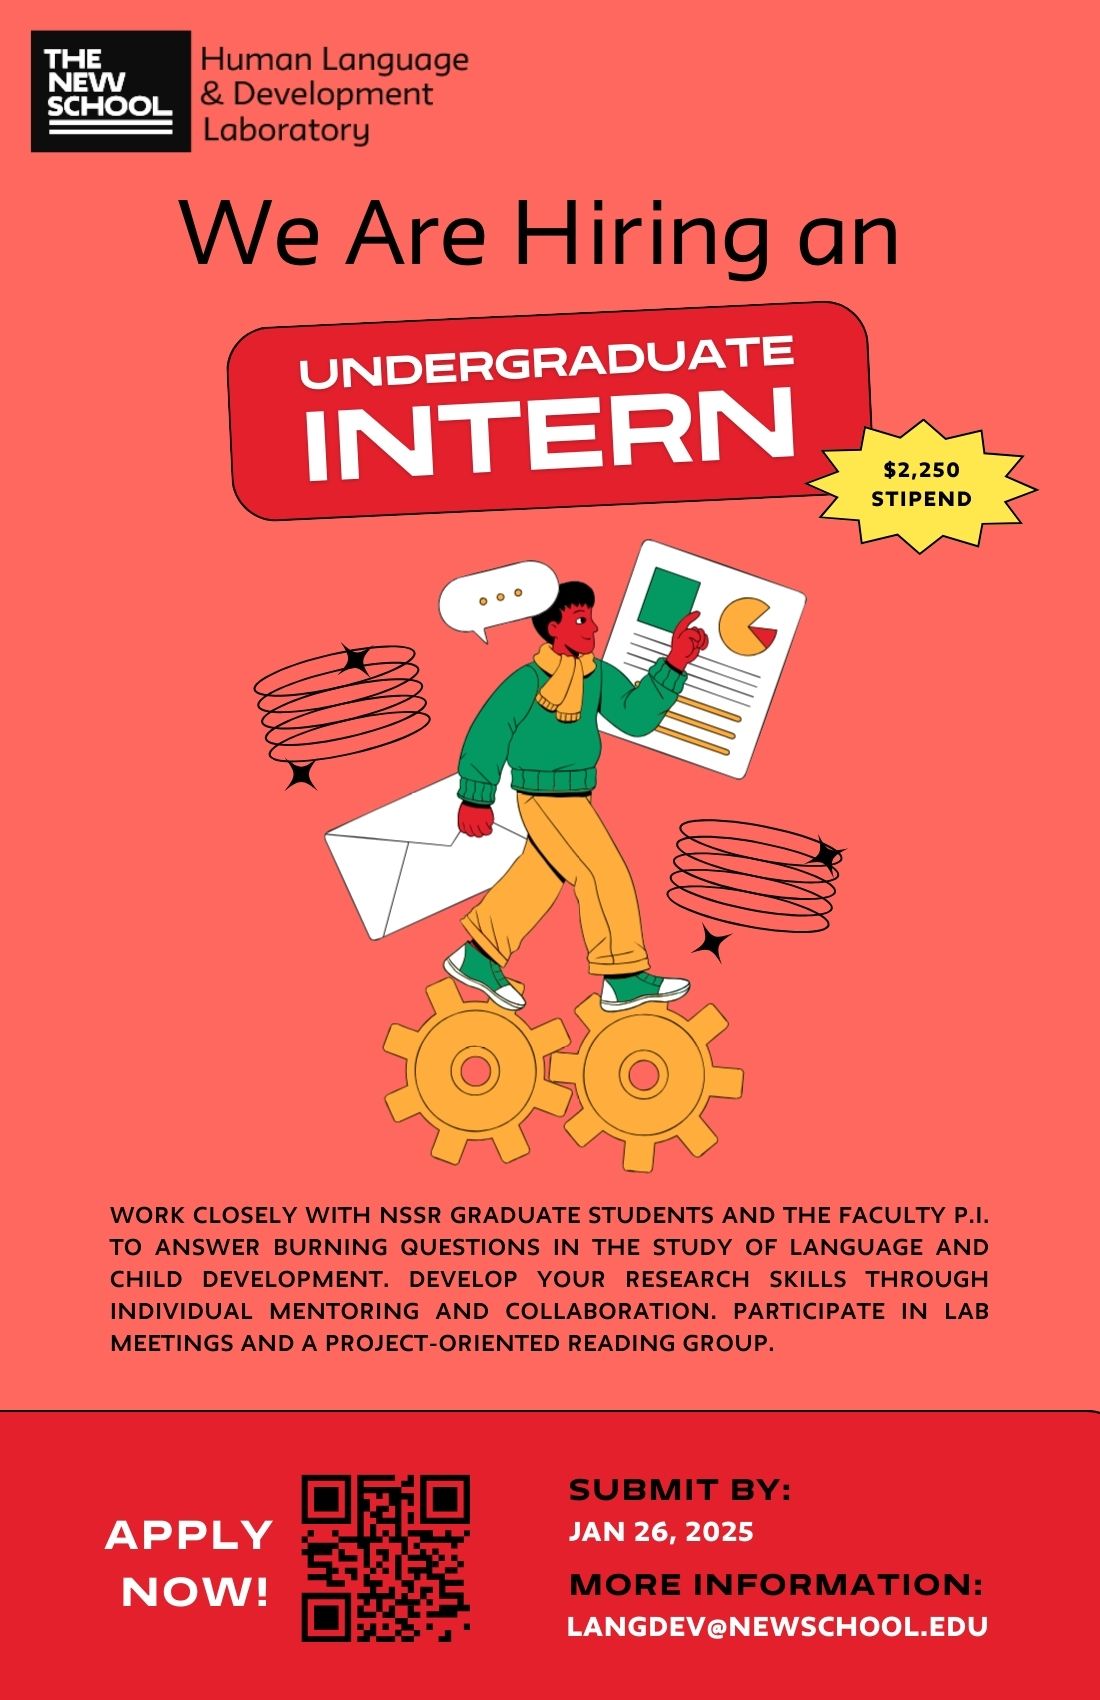 THE
NEW
SCHOOL
Human Language
& Development
Laboratory
We Are Hiring an
UNDERGRADUATE
INTERN
$2,250
STIPEND
WORK CLOSELY WITH NSSR GRADUATE STUDENTS AND THE FACULTY P.I.
TO ANSWER BURNING QUESTIONS IN THE STUDY OF LANGUAGE AND
CHILD DEVELOPMENT. DEVELOP YOUR RESEARCH SKILLS THROUGH
INDIVIDUAL MENTORING AND COLLABORATION. PARTICIPATE IN LAB
MEETINGS AND A PROJECT-ORIENTED READING GROUP.
APPLY
NOW!
SUBMIT BY:
JAN 26, 2025
MORE INFORMATION:
LANGDEV@NEWSCHOOL.EDU